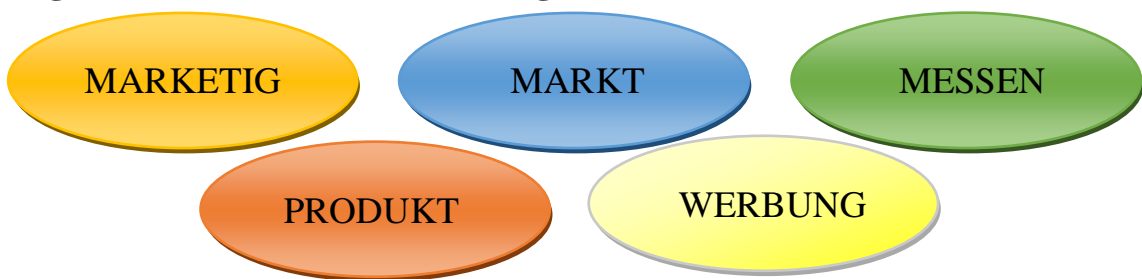 MARKETIG
MARKT
MESSEN
PRODUKT
WERBUNG